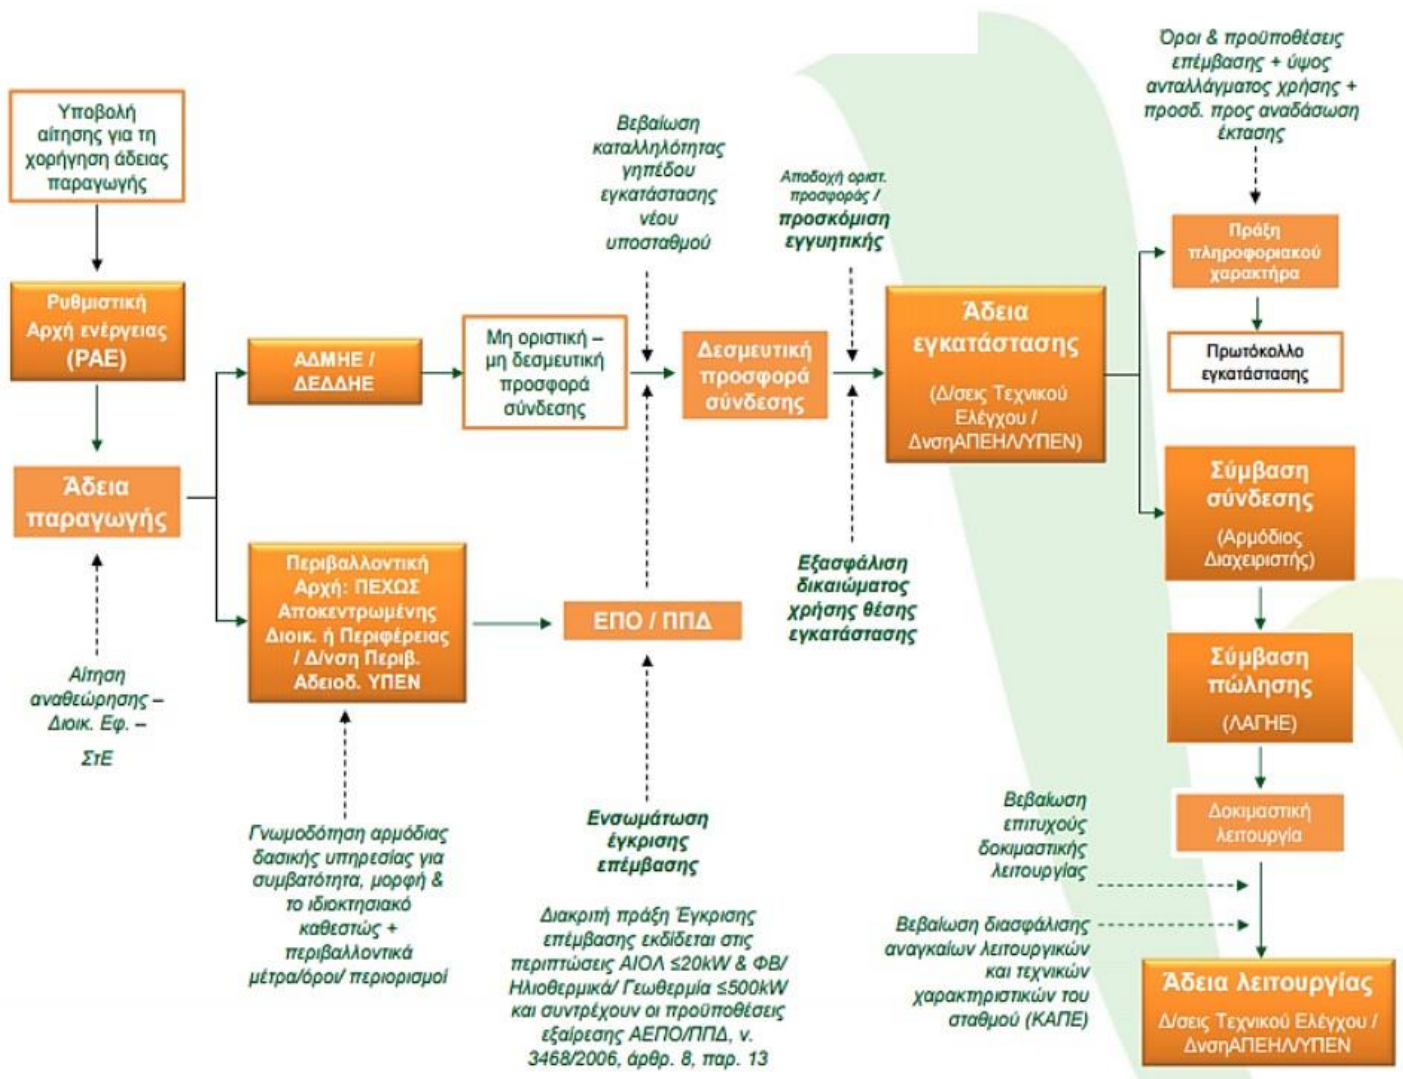 Υποβολή
αίτησης για τη
χορήγηση άδειας
παραγωγής
Ρυθμιστική
Αρχή ενέργειας
(ΡΑΕ)
Άδεια
παραγωγής
Αίτηση
αναθεώρησης –
Διοικ. Εφ. –
ΣτΕ
ΑΔΜΗΕ /
ΔΕΔΔΗΕ
Μη οριστική –
μη δεσμευτική
προσφορά
σύνδεσης
Περιβαλλοντική
Αρχή: ΠΕΧΩΣ
Αποκεντρωμένης
Διοικ. ή Περιφέρειας
/ Δ/νση Περιβ.
Αδειοδ. ΥΠΕΝ
Γνωμοδότηση αρμόδιας
δασικής υπηρεσίας για
συμβατότητα, μορφή &
το ιδιοκτησιακό
καθεστώς +
περιβαλλοντικά
μέτρα/όροι/ περιορισμοί
Βεβαίωση
καταλληλότητας
γηπέδου
εγκατάστασης
νέου
υποσταθμού
ΕΠΟ / ΠΠΔ
Ενσωμάτωση
έγκρισης
επέμβασης
Διακριτή πράξη Έγκρισης
επέμβασης εκδίδεται στις
περιπτώσεις ΑΙΟΛ ≤20kW & ΦΒ/
Ηλιοθερμικά/ Γεωθερμία ≤500kW
και συντρέχουν οι προϋποθέσεις
εξαίρεσης ΑΕΠΟ/ΠΠΔ, ν.
3468/2006, άρθρ. 8, παρ. 13
Δεσμευτική
προσφορά
σύνδεσης
Αποδοχή οριστ.
προσφοράς /
προσκόμιση
εγγυητικής
Εξασφάλιση
δικαιώματος
χρήσης θέσης
εγκατάστασης
Άδεια
εγκατάστασης
(Δ/σεις Τεχνικού
Ελέγχου /
ΔνσηΑΠΕΗΛ/ΥΠΕΝ)
Όροι & προϋποθέσεις
επέμβασης + ύψος
ανταλλάγματος χρήσης +
προσδ. προς αναδάσωση
έκτασης
Πράξη
πληροφοριακού
χαρακτήρα
Πρωτόκολλο
εγκατάστασης
Σύμβαση
σύνδεσης
(Αρμόδιος
Διαχειριστής)
Σύμβαση
πώλησης
(ΛΑΓΗΕ)
Δοκιμαστική
λειτουργία
Βεβαίωση
επιτυχούς
δοκιμαστικής
λειτουργίας
Βεβαίωση διασφάλισης
αναγκαίων λειτουργικών
και τεχνικών
χαρακτηριστικών του
σταθμού (ΚΑΠΕ)
Άδεια λειτουργίας
Δ/σεις Τεχνικού Ελέγχου /
ΔνσηΑΠΕΗΛ/ΥΠΕΝ